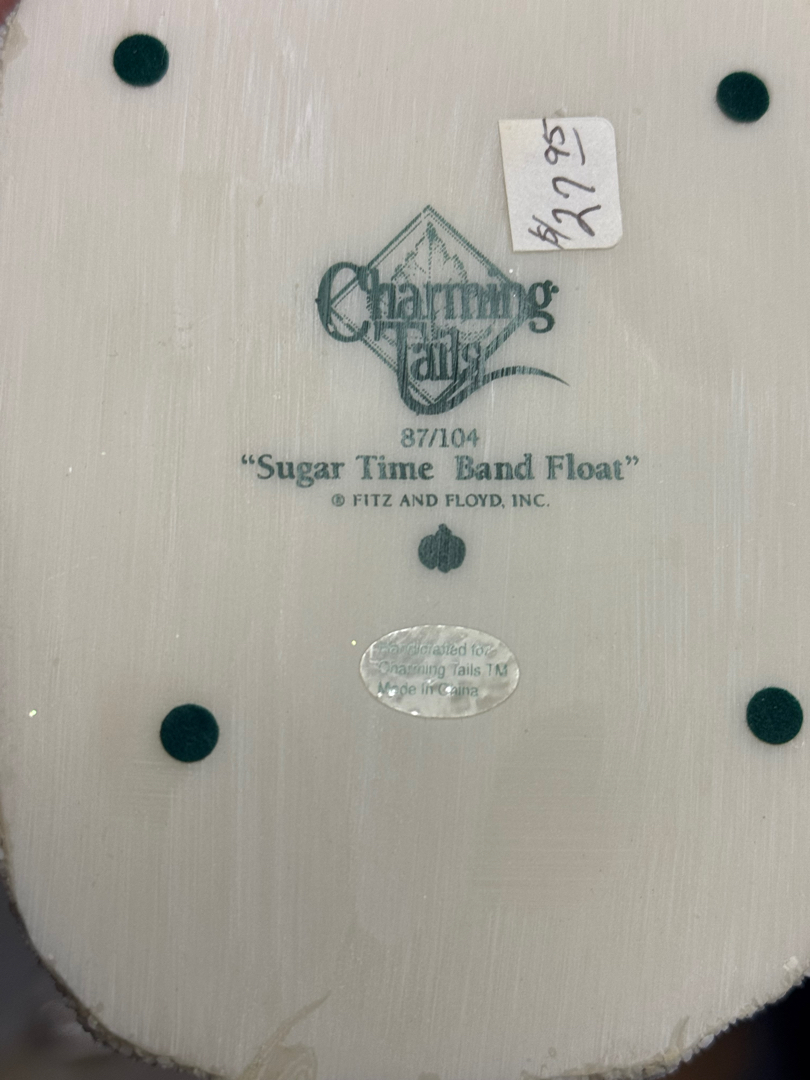 $27 95
Charming
Tails
87/104
“Sugar Time Band Float”
® FITZ AND FLOYD, INC.
Handcrafted for
Charming Tails TM
Made in China